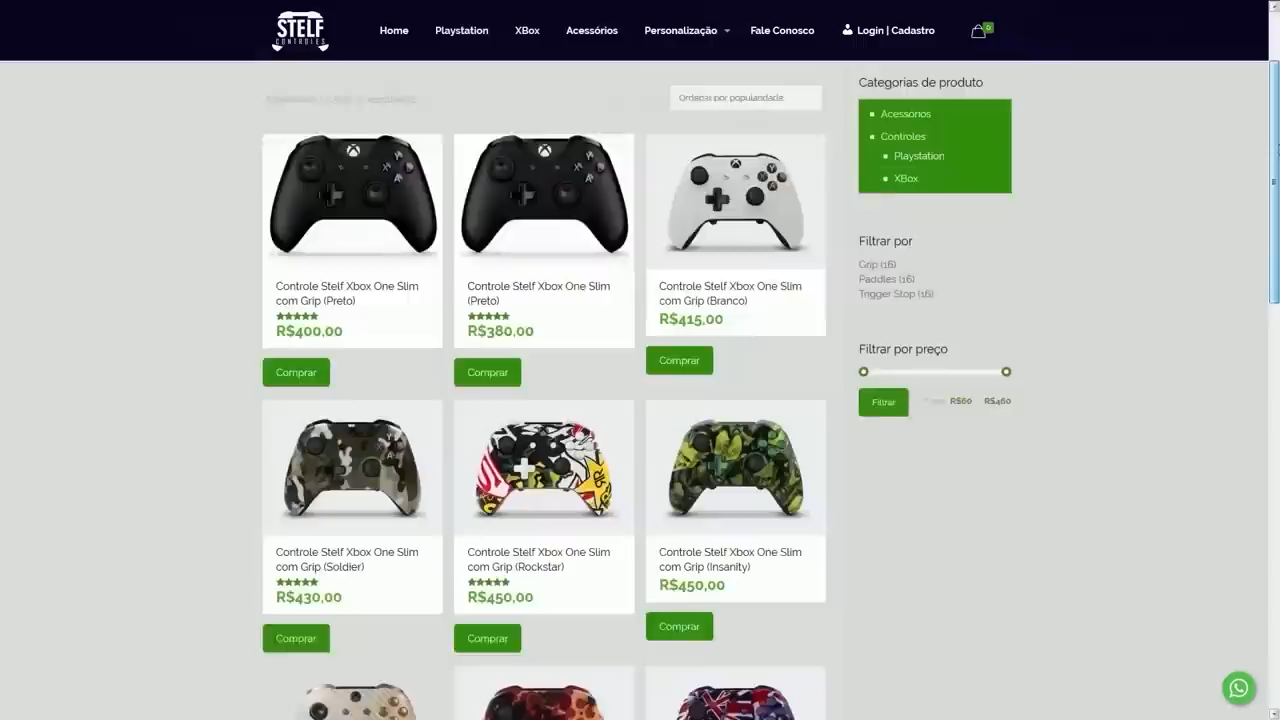 STELF
CONTROLES
Home
Playstation
XBox
Acessórios
Personalização
Fale Conosco
Login | Cadastro
0
Ordenar por popularidade
Categorias de produto
Acessórios
Controles
Playstation
XBox
Controle Stelf Xbox One Slim
com Grip (Preto)
R$400,00
Comprar
Controle Stelf Xbox One Slim
(Preto)
R$380,00
Comprar
Controle Stelf Xbox One Slim
com Grip (Branco)
R$415,00
Comprar
Filtrar por
Grip (16)
Paddles (16)
Trigger Stop (16)
Filtrar por preço
Filtrar
R$60
R$460
Controle Stelf Xbox One Slim
com Grip (Soldier)
R$430,00
Comprar
Controle Stelf Xbox One Slim
com Grip (Rockstar)
R$450,00
Comprar
Controle Stelf Xbox One Slim
com Grip (Insanity)
R$450,00
Comprar